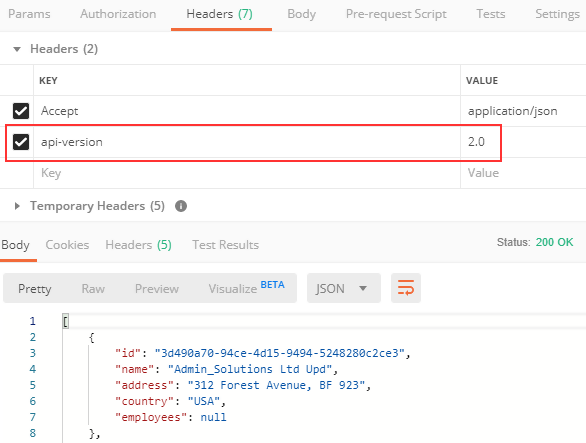 Params Authorization Headers (7) Body Pre-request Script Tests Settings
Headers (2)
KEY VALUE
Accept application/json
api-version 2.0
Key Value
Temporary Headers (5) i
Body Cookies Headers (5) Test Results Status: 200 OK
Pretty Raw Preview Visualize BETA JSON
1 [
2 {
3 "id": "3d490a70-94ce-4d15-9494-5248280c2ce3",
4 "name": "Admin_Solutions Ltd Upd",
5 "address": "312 Forest Avenue, BF 923",
6 "country": "USA",
7 "employees": null
8 },